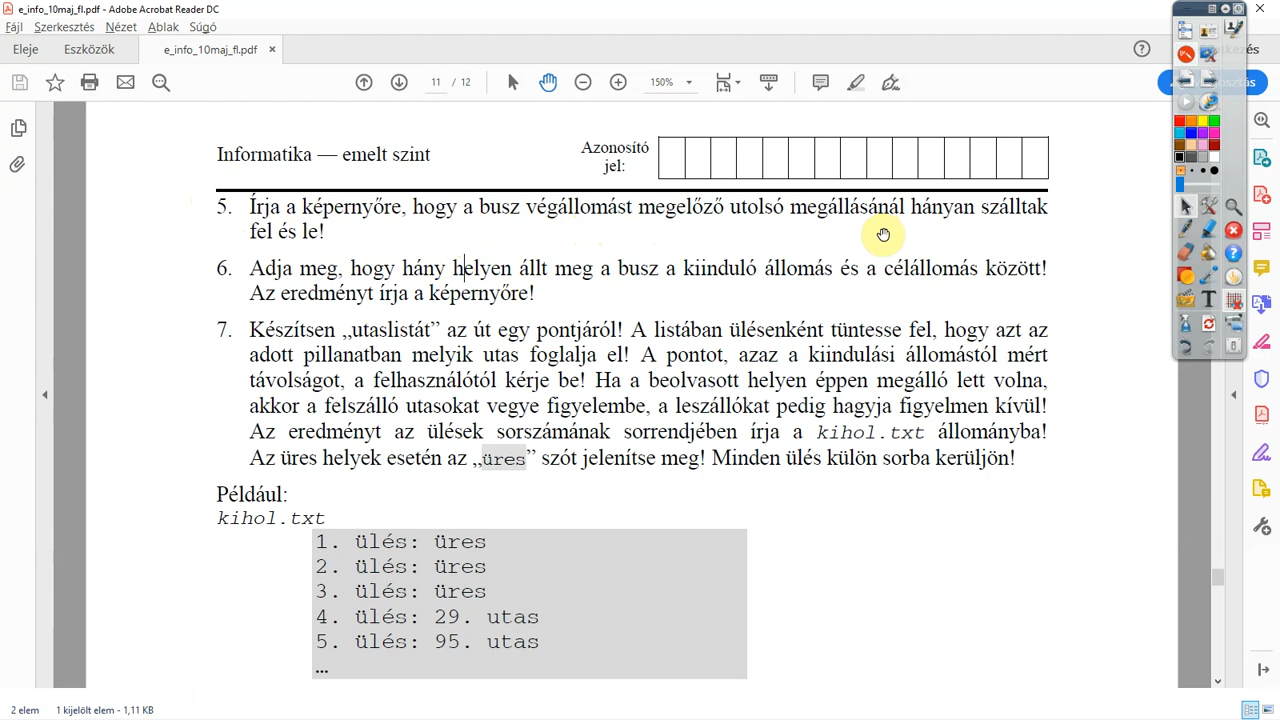 e_info_10maj_fl.pdf - Adobe Acrobat Reader DC
Fájl Szerkesztés Nézet Ablak Súgó
Eleje Eszközök e_info_10maj_fl.pdf ×
11 / 12 150%
Informatika — emelt szint
Azonosító
jel:
5. Írja a képernyőre, hogy a busz végállomást megelőző utolsó megállásánál hányan szálltak
fel és le!
6. Adja meg, hogy hány helyen állt meg a busz a kiinduló állomás és a célállomás között!
Az eredményt írja a képernyőre!
7. Készítsen „utaslistát” az út egy pontjáról! A listában ülésenként tüntesse fel, hogy azt az
adott pillanatban melyik utas foglalja el! A pontot, azaz a kiindulási állomástól mért
távolságot, a felhasználótól kérje be! Ha a beolvasott helyen éppen megálló lett volna,
akkor a felszálló utasokat vegye figyelembe, a leszállókat pedig hagyja figyelmen kívül!
Az eredményt az ülések sorszámának sorrendjében írja a kihol.txt állományba!
Az üres helyek esetén az „üres” szót jelenítse meg! Minden ülés külön sorba kerüljön!
Például:
kihol.txt
1. ülés: üres
2. ülés: üres
3. ülés: üres
4. ülés: 29. utas
5. ülés: 95. utas
…
2 elem 1 kijelölt elem - 1,11 KB